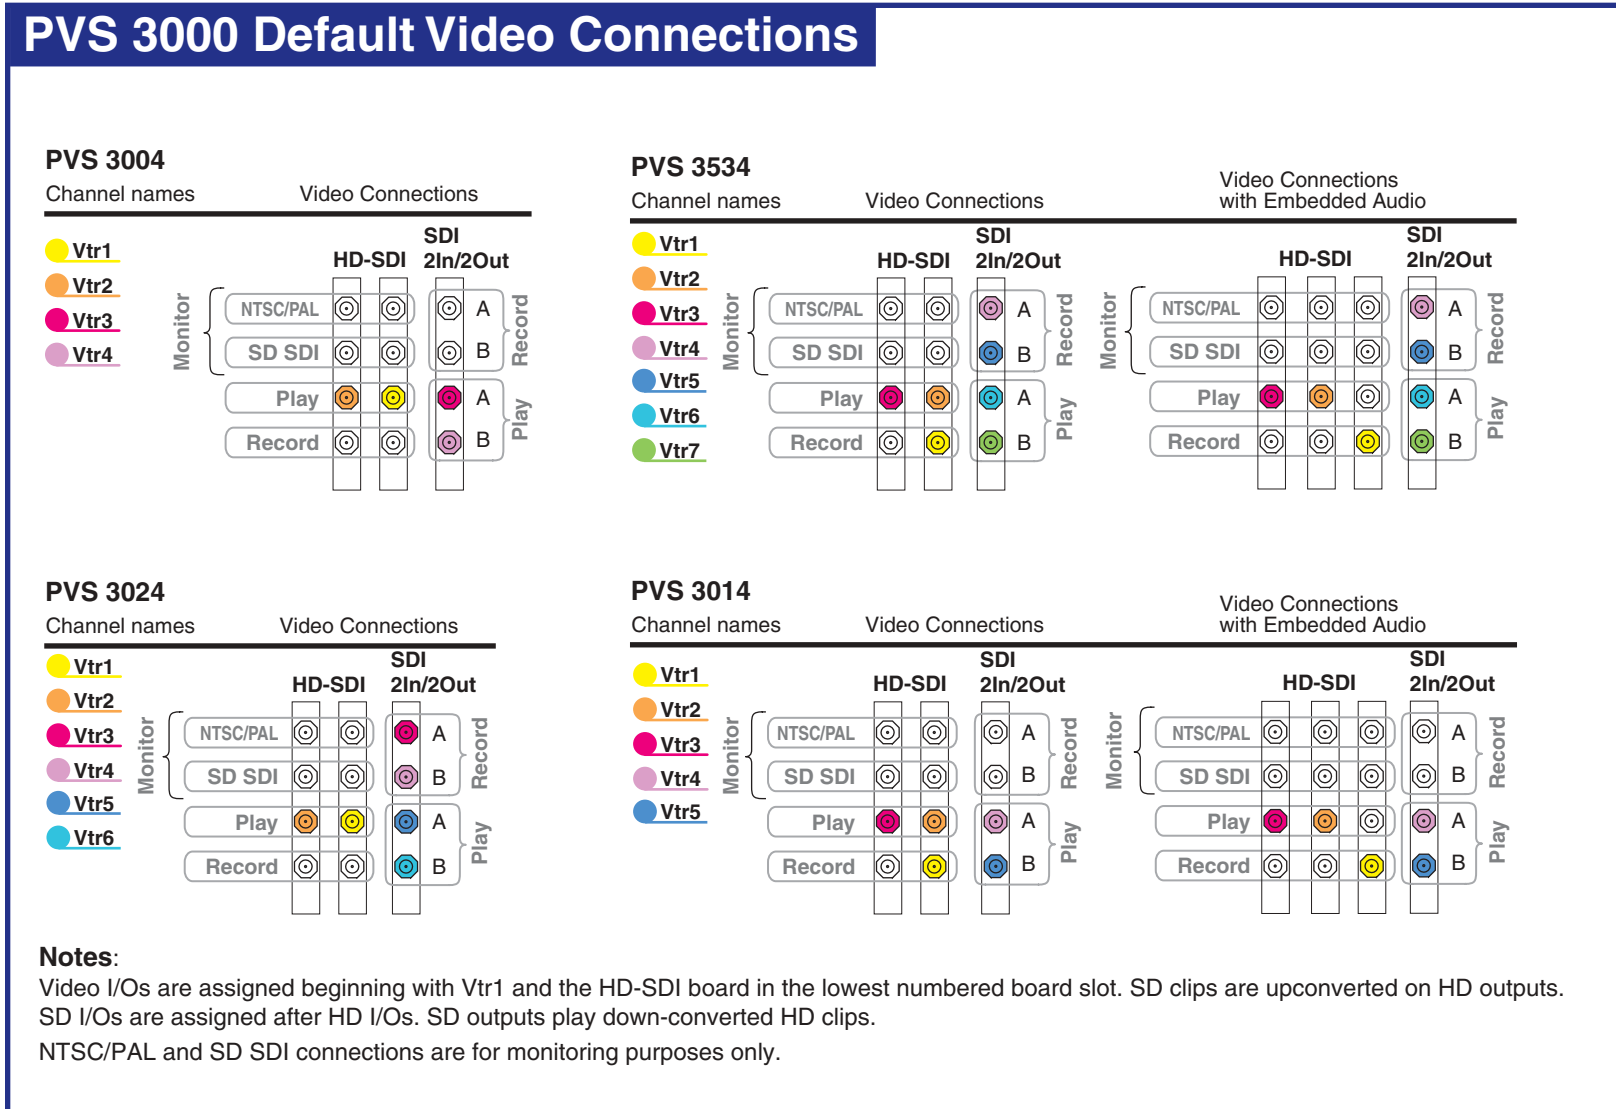 PVS 3000 Default Video Connections
PVS 3004
Channel names
Video Connections
Vtr1
Vtr2
Vtr3
Vtr4
HD-SDI
SDI
2In/2Out
Monitor
NTSC/PAL
SD SDI
Play
Record
A
B
Record
A
B
Play
PVS 3534
Channel names
Video Connections
Video Connections
with Embedded Audio
Vtr1
Vtr2
Vtr3
Vtr4
Vtr5
Vtr6
Vtr7
HD-SDI
SDI
2In/2Out
Monitor
NTSC/PAL
SD SDI
Play
Record
A
B
Record
A
B
Play
HD-SDI
SDI
2In/2Out
Monitor
NTSC/PAL
SD SDI
Play
Record
A
B
Record
A
B
Play
PVS 3024
Channel names
Video Connections
Vtr1
Vtr2
Vtr3
Vtr4
Vtr5
Vtr6
HD-SDI
SDI
2In/2Out
Monitor
NTSC/PAL
SD SDI
Play
Record
A
B
Record
A
B
Play
PVS 3014
Channel names
Video Connections
Video Connections
with Embedded Audio
Vtr1
Vtr2
Vtr3
Vtr4
Vtr5
HD-SDI
SDI
2In/2Out
Monitor
NTSC/PAL
SD SDI
Play
Record
A
B
Record
A
B
Play
HD-SDI
SDI
2In/2Out
Monitor
NTSC/PAL
SD SDI
Play
Record
A
B
Record
A
B
Play
Notes:
Video I/Os are assigned beginning with Vtr1 and the HD-SDI board in the lowest numbered board slot. SD clips are upconverted on HD outputs.
SD I/Os are assigned after HD I/Os. SD outputs play down-converted HD clips.
NTSC/PAL and SD SDI connections are for monitoring purposes only.